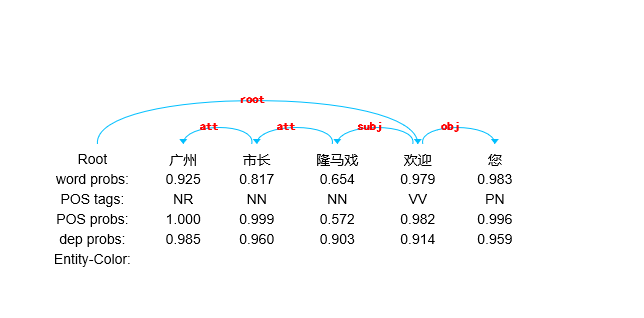 root
att att subj obj
Root 广州 市长 隆马戏 欢迎 您
word probs: 0.925 0.817 0.654 0.979 0.983
POS tags: NR NN NN VV PN
POS probs: 1.000 0.999 0.572 0.982 0.996
dep probs: 0.985 0.960 0.903 0.914 0.959
Entity-Color: